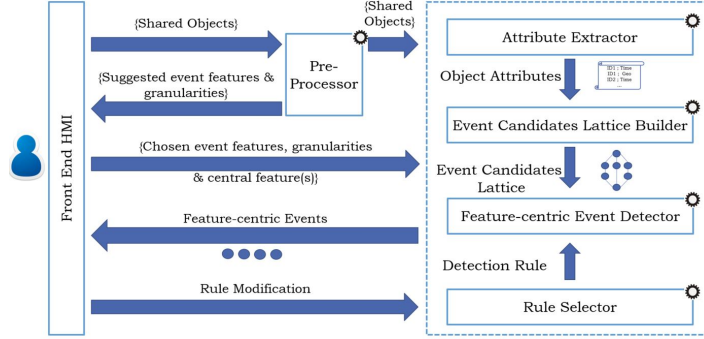 {Shared Objects}
{Shared
Objects}
Attribute Extractor
Pre-
Processor
{Suggested event features &
granularities}
Object Attributes
ID1 : Time
ID1 : Geo
ID2 : Time
...
Front End HMI
Event Candidates Lattice Builder
{Chosen event features, granularities
& central feature(s)}
Event Candidates
Lattice
Feature-centric Events
Feature-centric Event Detector
Detection Rule
Rule Modification
Rule Selector